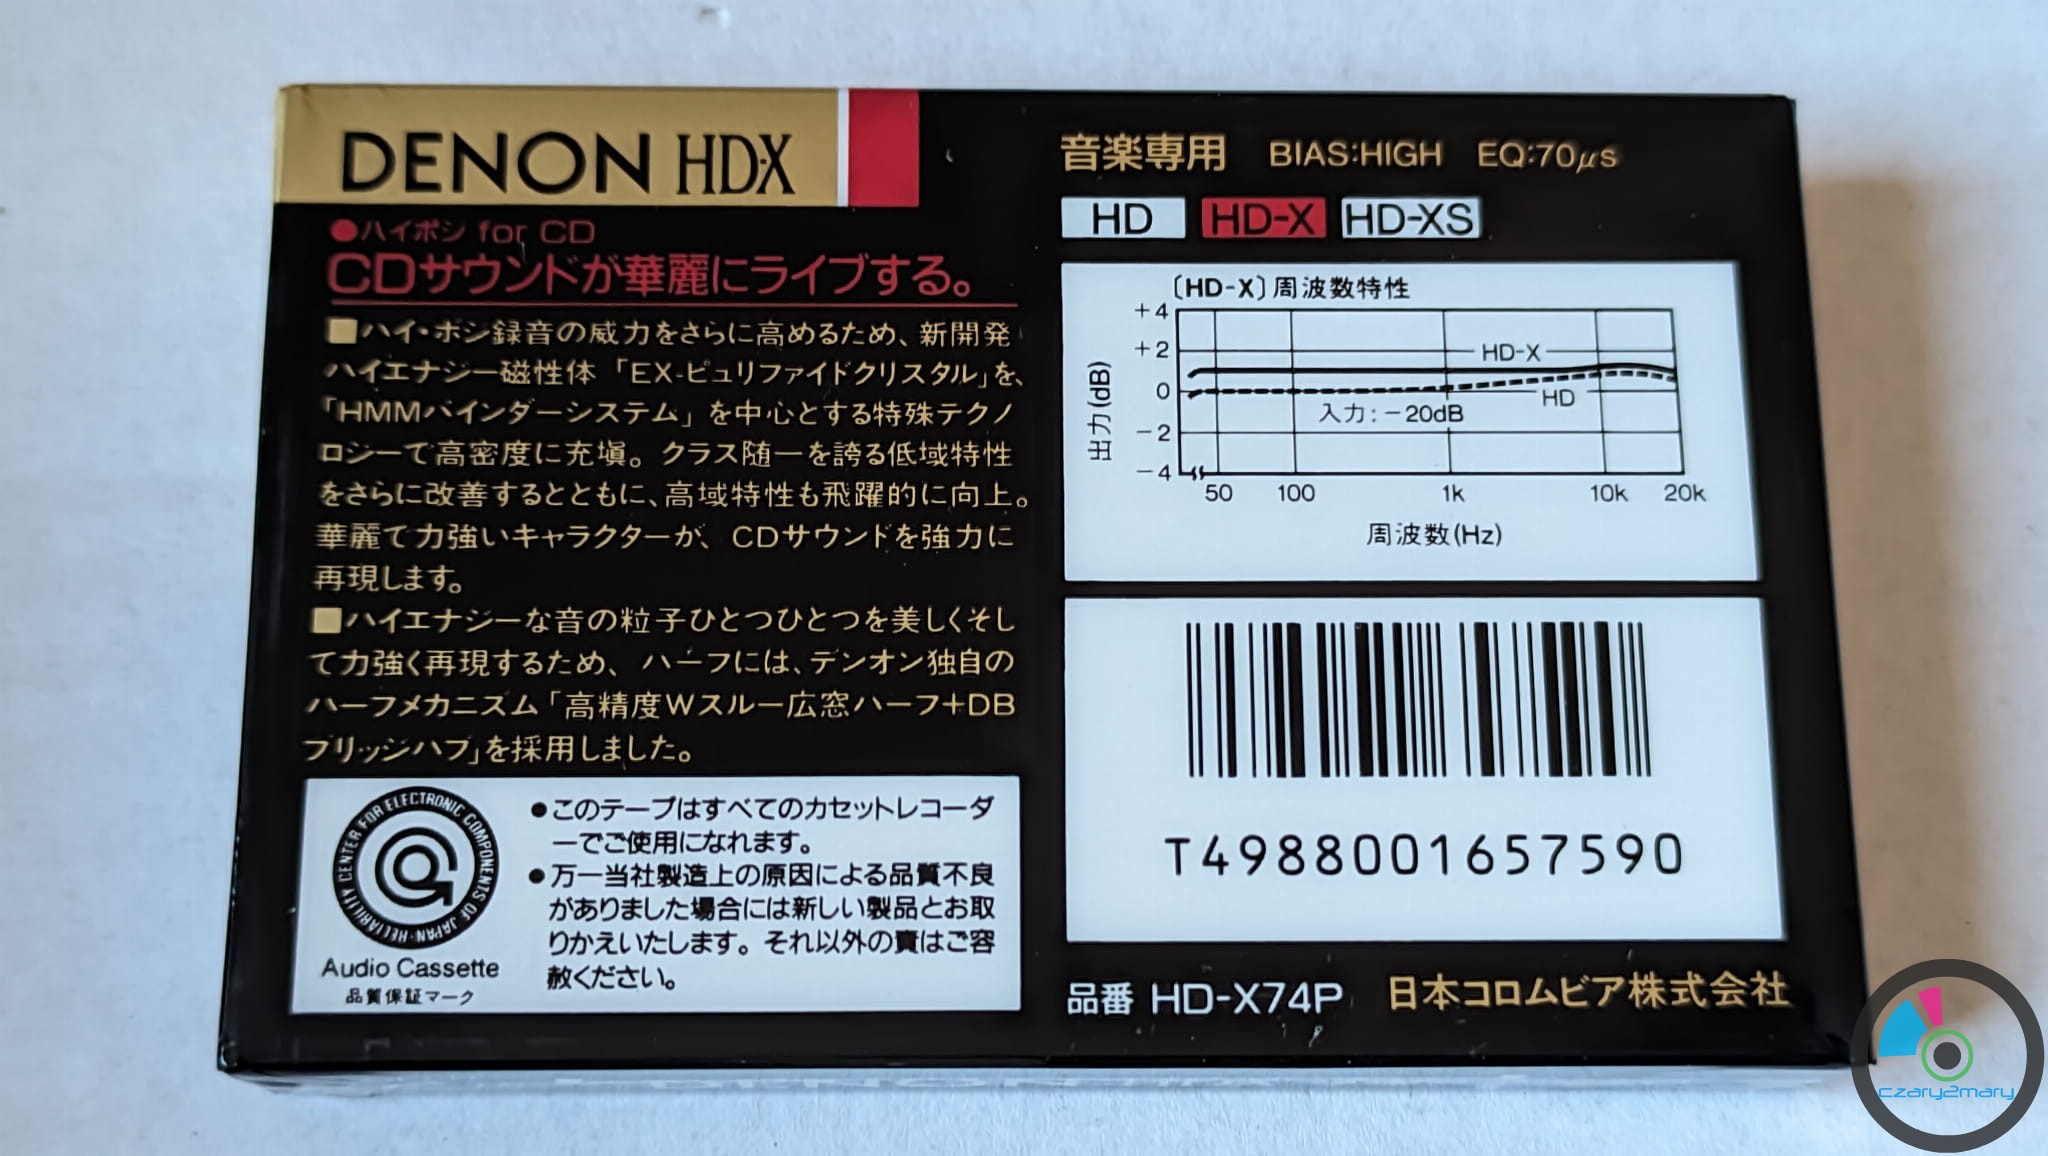 DENON HD-X
●ハイポジ for CD
CDサウンドが華麗にライブする。
■ハイ・ポジ録音の威力をさらに高めるため、新開発
ハイエナジー磁性体「EX-ピュリファイドクリスタル」を、
「HMMバインダーシステム」を中心とする特殊テクノ
ロジーで高密度に充塡。クラス随一を誇る低域特性
をさらに改善するとともに、高域特性も飛躍的に向上。
華麗で力強いキャラクターが、CDサウンドを強力に
再現します。
■ハイエナジーな音の粒子ひとつひとつを美しくそし
て力強く再現するため、ハーフには、デンオン独自の
ハーフメカニズム「高精度Wスルー広窓ハーフ+DB
ブリッジハブ」を採用しました。
RELIABILITY CENTER FOR ELECTRONIC COMPONENTS OF JAPAN
Audio Cassette
品質保証マーク
●このテープはすべてのカセットレコーダ
ーでご使用になれます。
●万一当社製造上の原因による品質不良
がありました場合には新しい製品とお取
りかえいたします。それ以外の責はご容
赦ください。
音楽専用 BIAS:HIGH EQ:70μs
HD HD-X HD-XS
〔HD-X〕周波数特性
+4
+2
0
-2
-4
出力(dB)
HD-X
HD
入力:-20dB
50 100 1k 10k 20k
周波数(Hz)
T4988001657590
品番 HD-X74P 日本コロムビア株式会社
czary2mary